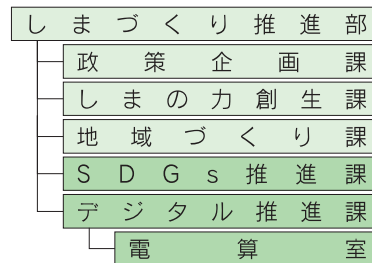 しまづくり推進部
政策企画課
しまの力創生課
地域づくり課
SDGs推進課
デジタル推進課
電算室